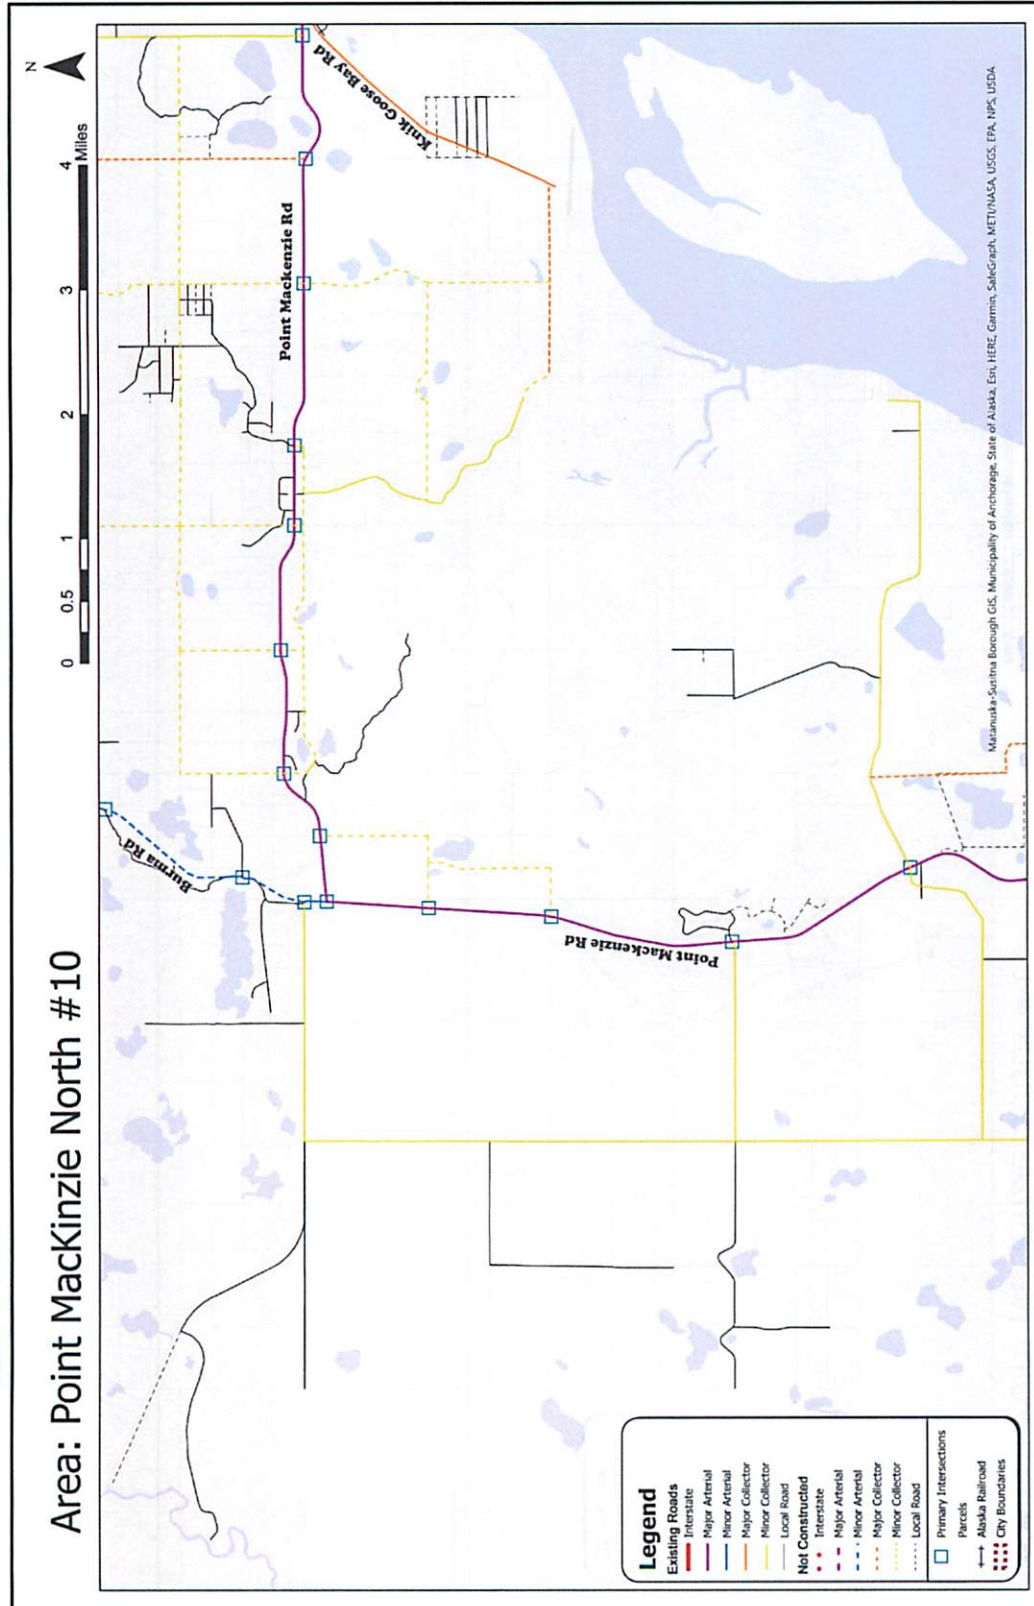 Area: Point MacKinzie North #10
N
0 0.5 1 2 3 4
Miles
Burma Rd
Point Mackenzie Rd
Knik Goose Bay Rd
Point Mackenzie Rd
Legend
Existing Roads
Interstate
Major Arterial
Minor Arterial
Major Collector
Minor Collector
Local Road
Not Constructed
Interstate
Major Arterial
Minor Arterial
Major Collector
Minor Collector
Local Road
Primary Intersections
Parcels
Alaska Railroad
City Boundaries
Matanuska-Susitna Borough GIS, Municipality of Anchorage, State of Alaska, Esri, HERE, Garmin, SafeGraph, METI/NASA, USGS, EPA, NPS, USDA